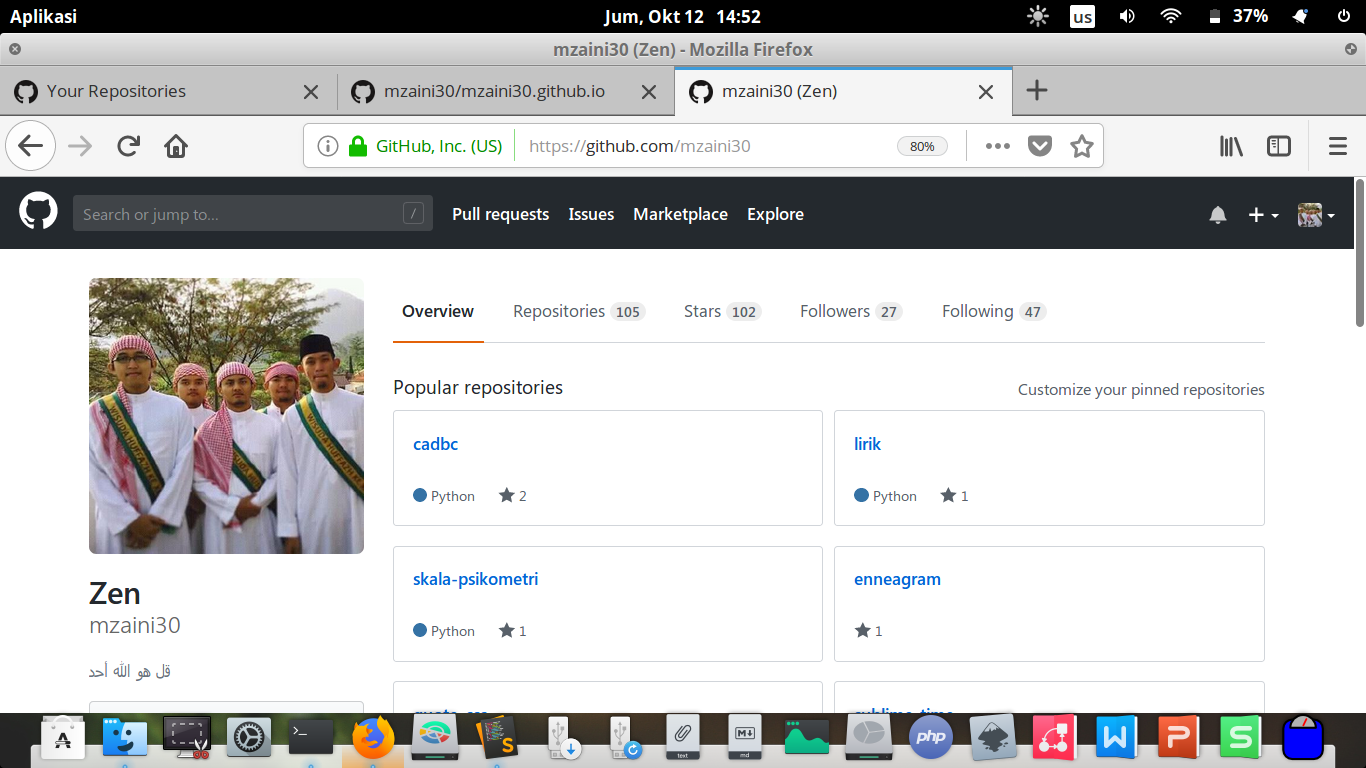 Aplikasi
Jum, Okt 12 14:52
us
37%
mzaini30 (Zen) - Mozilla Firefox
Your Repositories
mzaini30/mzaini30.github.io
mzaini30 (Zen)
GitHub, Inc. (US)
https://github.com/mzaini30
80%
Search or jump to...
/
Pull requests
Issues
Marketplace
Explore
Overview
Repositories 105
Stars 102
Followers 27
Following 47
Popular repositories
Customize your pinned repositories
cadbc
Python 2
lirik
Python 1
skala-psikometri
Python 1
enneagram
1
Zen
mzaini30
قل هو الله أحد
text
md
php